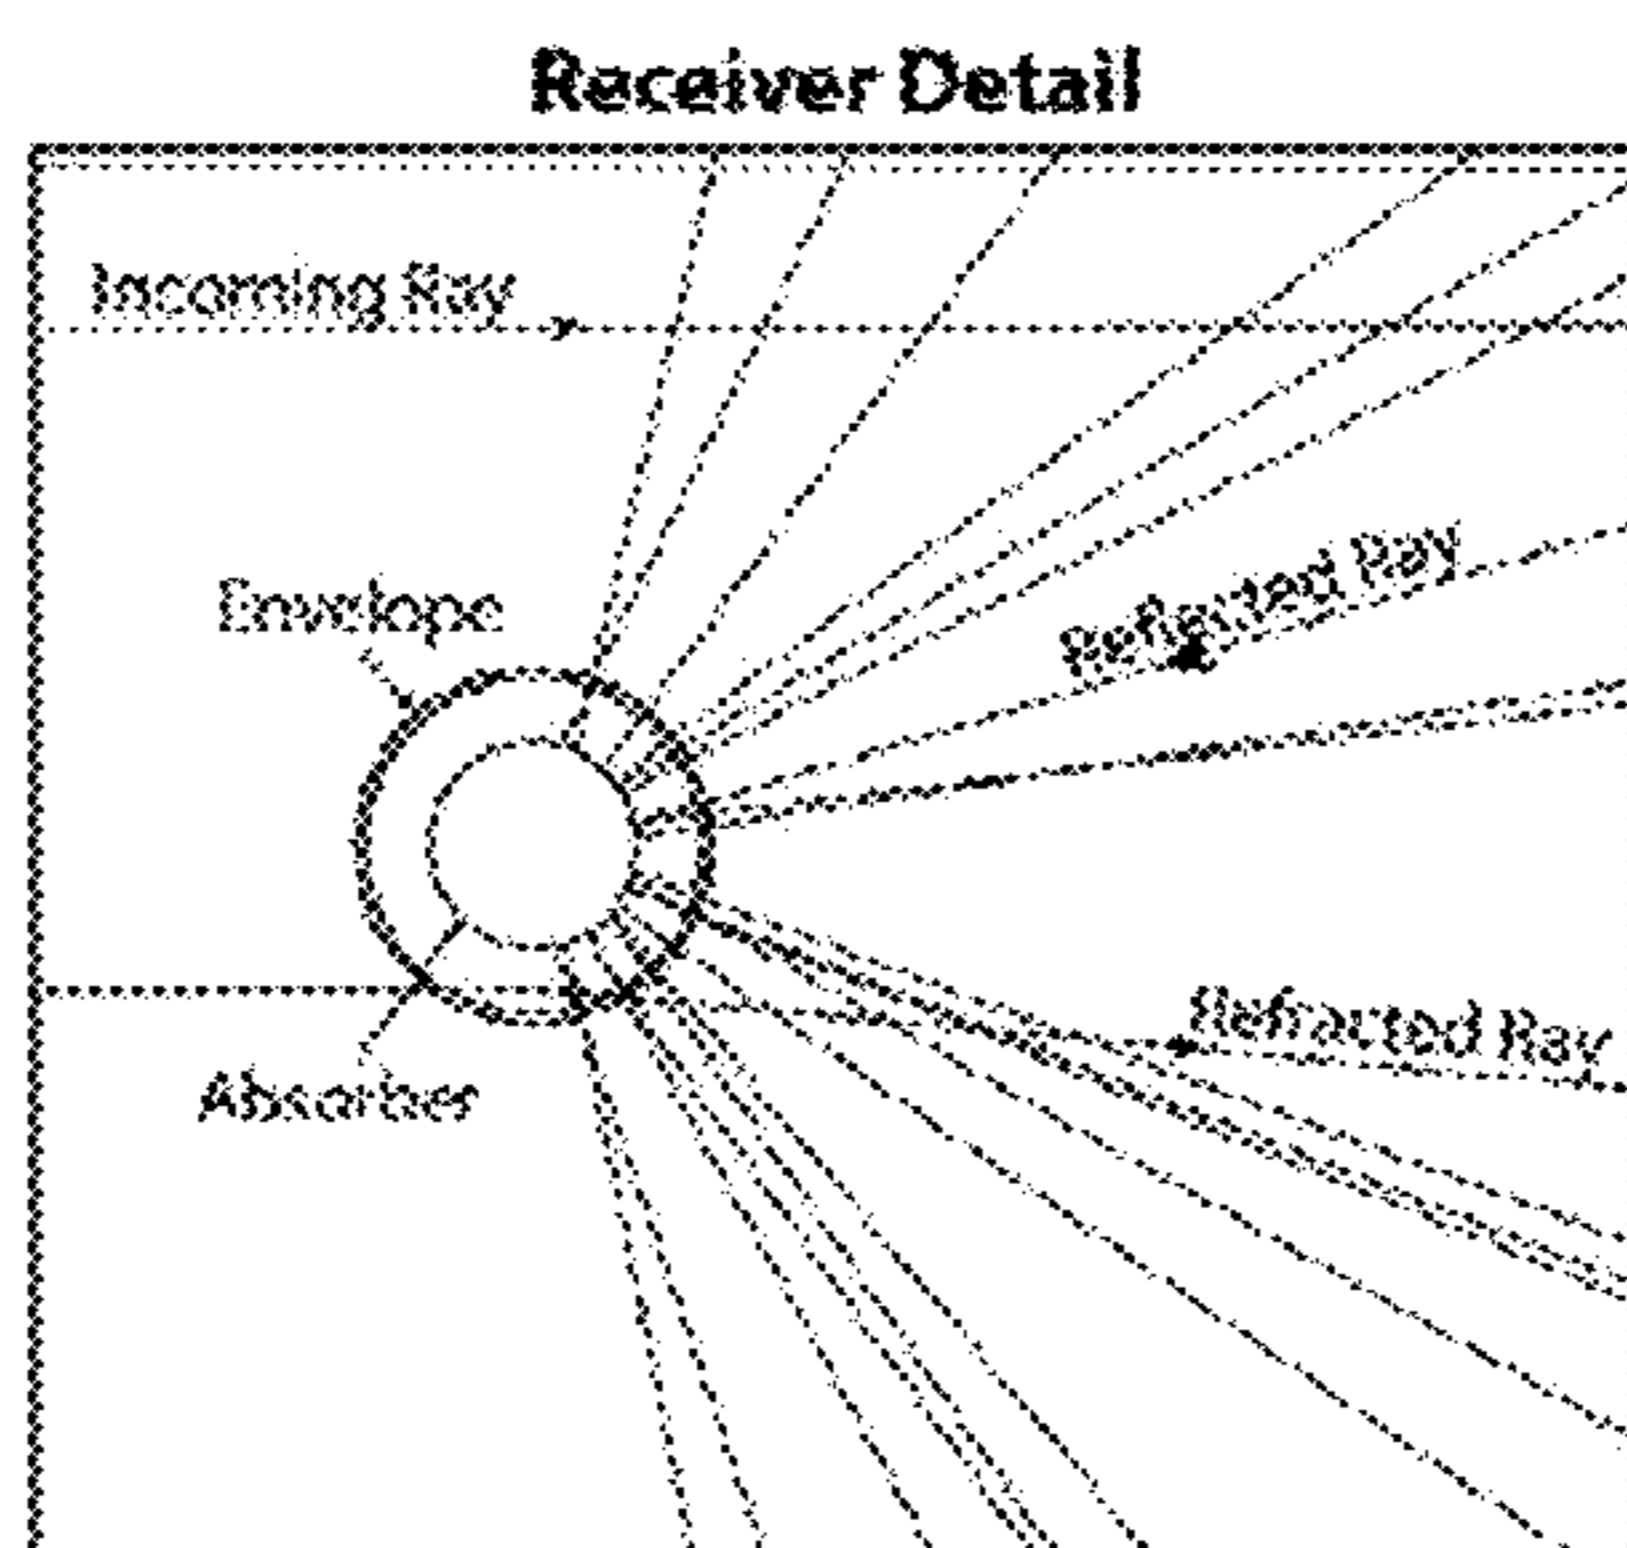 Receiver Detail
Incoming Ray
Envelope
Reflected Ray
Refracted Ray
Absorber